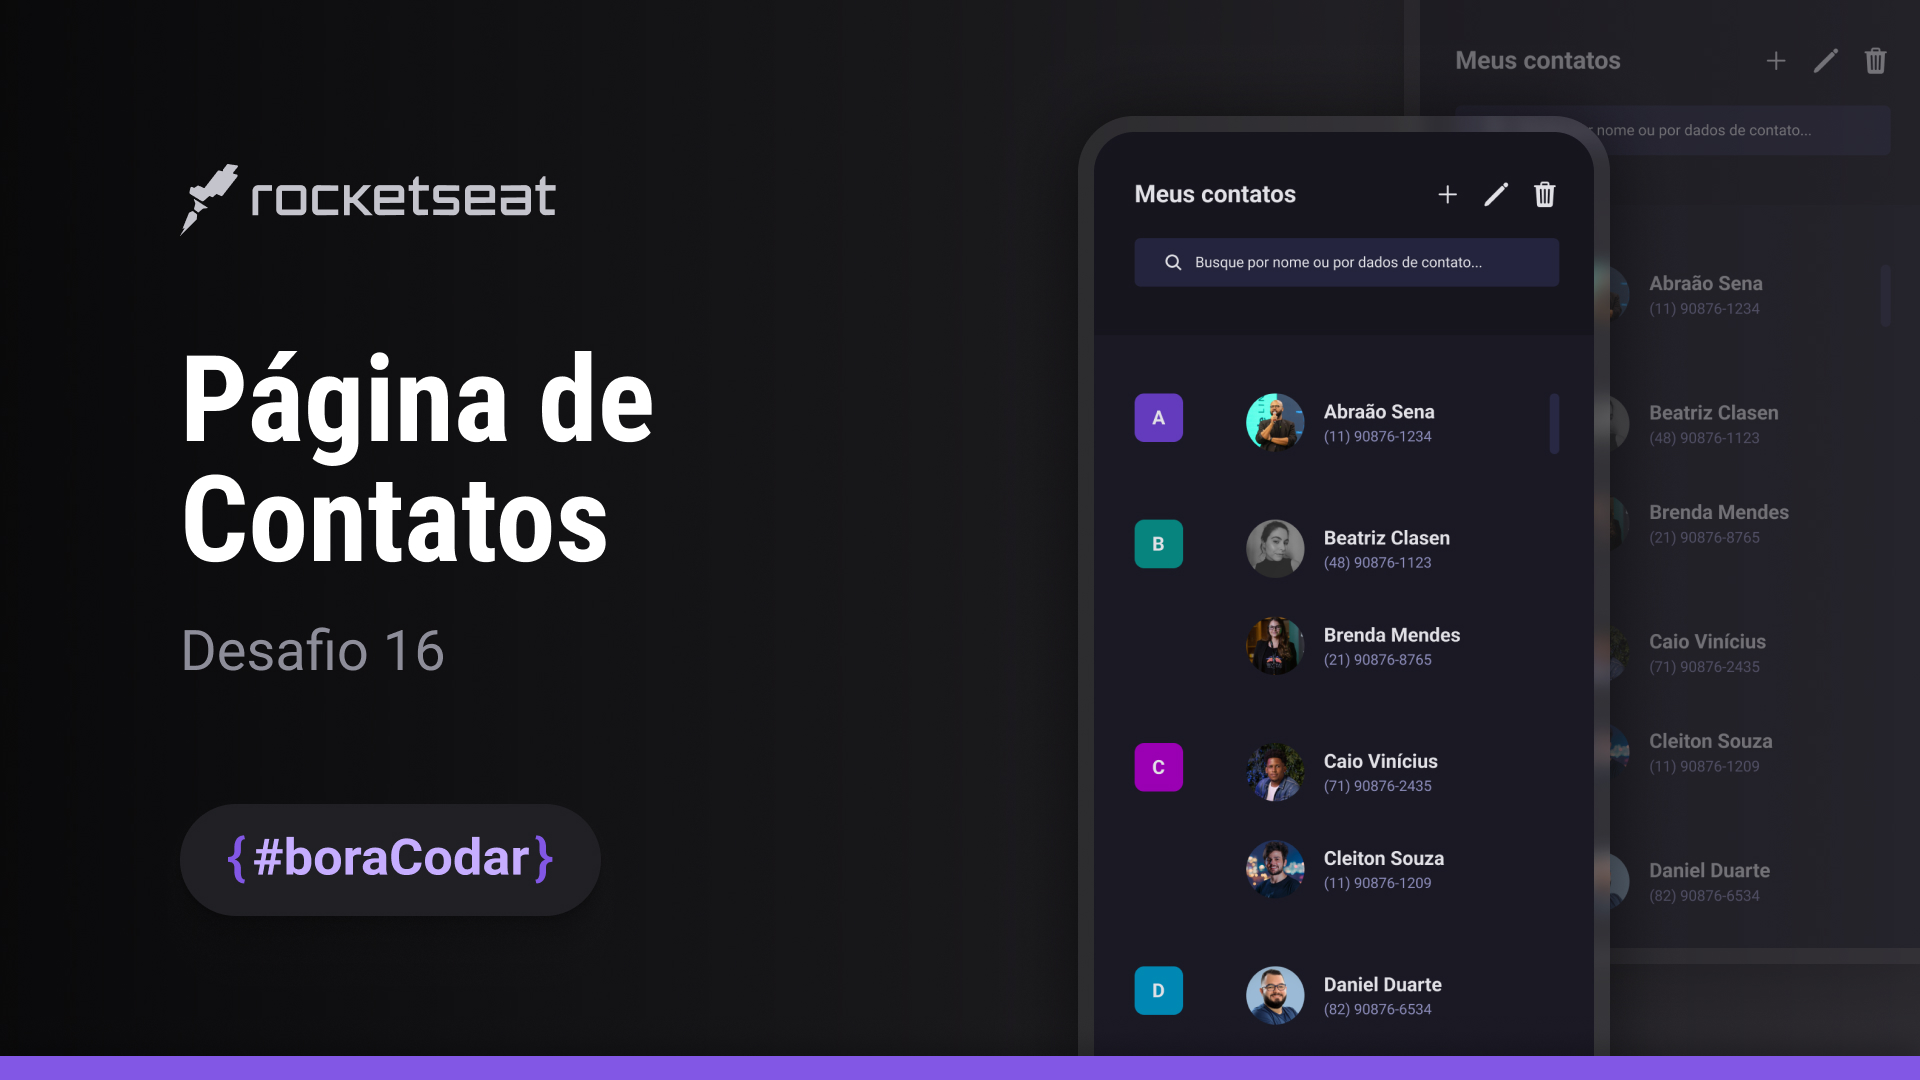 rocketseat
Página de
Contatos
Desafio 16
{#boraCodar}
Meus contatos
Busque por nome ou por dados de contato...
A
Abraão Sena
(11) 90876-1234
B
Beatriz Clasen
(48) 90876-1123
Brenda Mendes
(21) 90876-8765
C
Caio Vinícius
(71) 90876-2435
Cleiton Souza
(11) 90876-1209
D
Daniel Duarte
(82) 90876-6534
Meus contatos
nome ou por dados de contato...
Abraão Sena
(11) 90876-1234
Beatriz Clasen
(48) 90876-1123
Brenda Mendes
(21) 90876-8765
Caio Vinícius
(71) 90876-2435
Cleiton Souza
(11) 90876-1209
Daniel Duarte
(82) 90876-6534